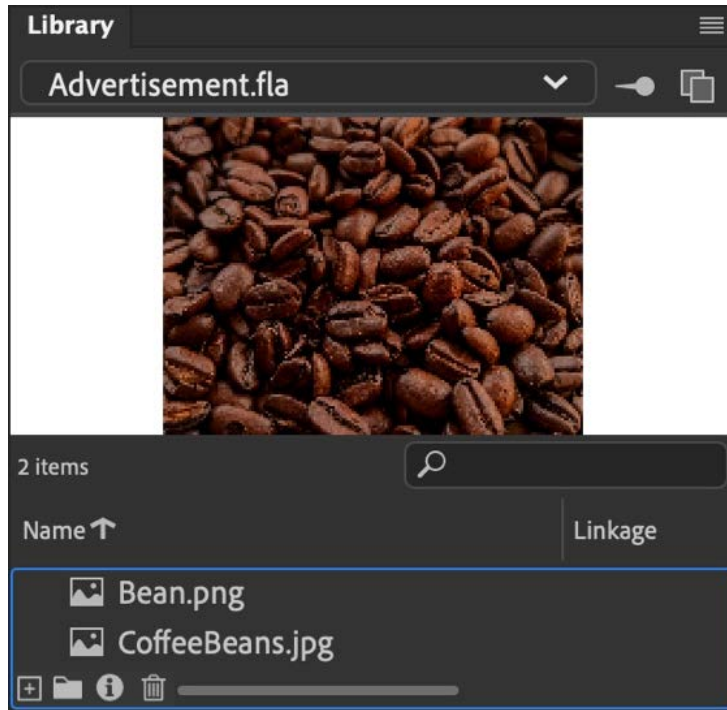 Library
Advertisement.fla
2 items
Name Linkage
Bean.png
CoffeeBeans.jpg